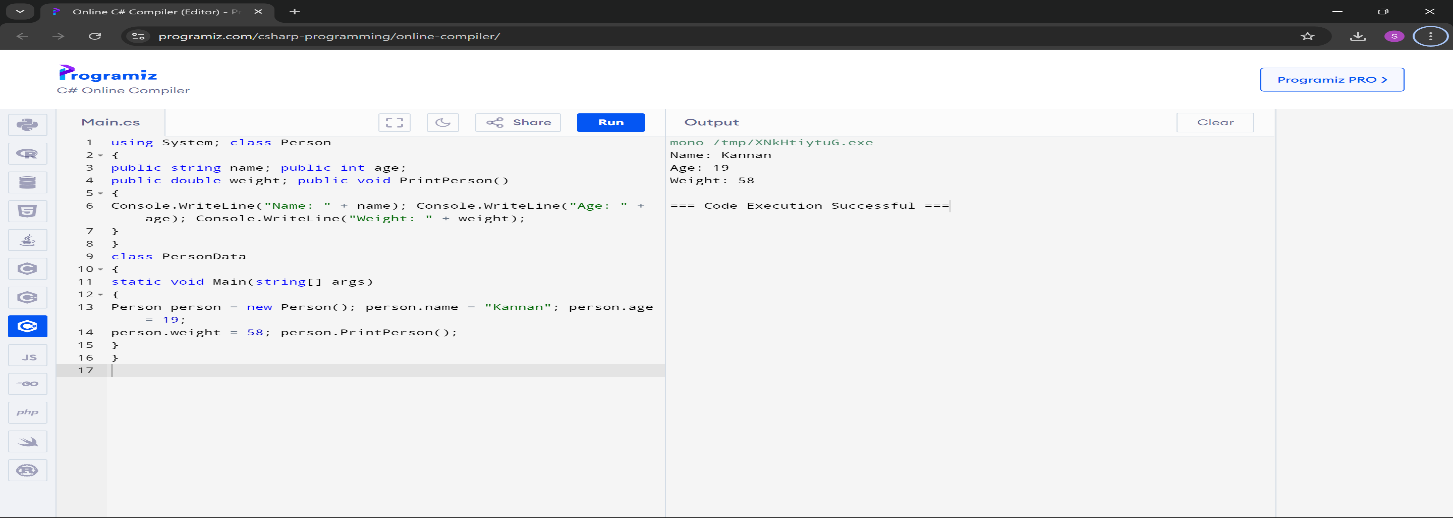 Online C# Compiler (Editor) - P
programiz.com/csharp-programming/online-compiler/
S
Programiz
C# Online Compiler
Programiz PRO >
Main.cs
Share
Run
Output
Clear
1 using System; class Person
2 {
3 public string name; public int age;
4 public double weight; public void PrintPerson()
5 {
6 Console.WriteLine("Name: " + name); Console.WriteLine("Age: " +
age); Console.WriteLine("Weight: " + weight);
7 }
8 }
9 class PersonData
10 {
11 static void Main(string[] args)
12 {
13 Person person = new Person(); person.name = "Kannan"; person.age
= 19;
14 person.weight = 58; person.PrintPerson();
15 }
16 }
17
mono /tmp/XNkHtiytuG.exe
Name: Kannan
Age: 19
Weight: 58
=== Code Execution Successful ===
R
5
C
C
C
JS
GO
php
R